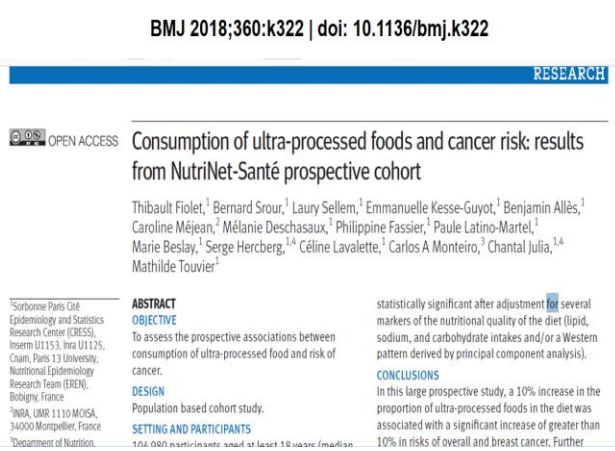 BMJ 2018;360:k322 | doi: 10.1136/bmj.k322
RESEARCH
OPEN ACCESS
Consumption of ultra-processed foods and cancer risk: results
from NutriNet-Santé prospective cohort
Thibault Fiolet,1 Bernard Srour,1 Laury Sellem,1 Emmanuelle Kesse-Guyot,1 Benjamin Allès,1
Caroline Méjean,2 Mélanie Deschasaux,1 Philippine Fassier,1 Paule Latino-Martel,1
Marie Beslay,1 Serge Hercberg,1,4 Céline Lavalette,1 Carlos A Monteiro,3 Chantal Julia,1,4
Mathilde Touvier1
1Sorbonne Paris Cité
Epidemiology and Statistics
Research Center (CRESS),
Inserm U1153, Inra U1125,
Cnam, Paris 13 University,
Nutritional Epidemiology
Research Team (EREN),
Bobigny, France
2INRA, UMR 1110 MOISA,
34000 Montpellier, France
3Department of Nutrition,
ABSTRACT
OBJECTIVE
To assess the prospective associations between
consumption of ultra-processed food and risk of
cancer.
DESIGN
Population based cohort study.
SETTING AND PARTICIPANTS
104 980 participants aged at least 18 years (median
statistically significant after adjustment for several
markers of the nutritional quality of the diet (lipid,
sodium, and carbohydrate intakes and/or a Western
pattern derived by principal component analysis).
CONCLUSIONS
In this large prospective study, a 10% increase in the
proportion of ultra-processed foods in the diet was
associated with a significant increase of greater than
10% in risks of overall and breast cancer. Further